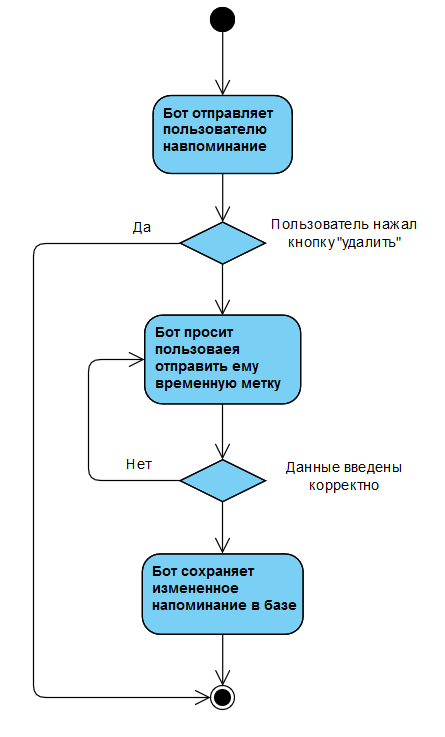 Бот отправляет
пользователю
навпоминание
Да
Пользователь нажал
кнопку "удалить"
Бот просит
пользоваея
отправить ему
временную метку
Нет
Данные введены
корректно
Бот сохраняет
измененное
напоминание в базе